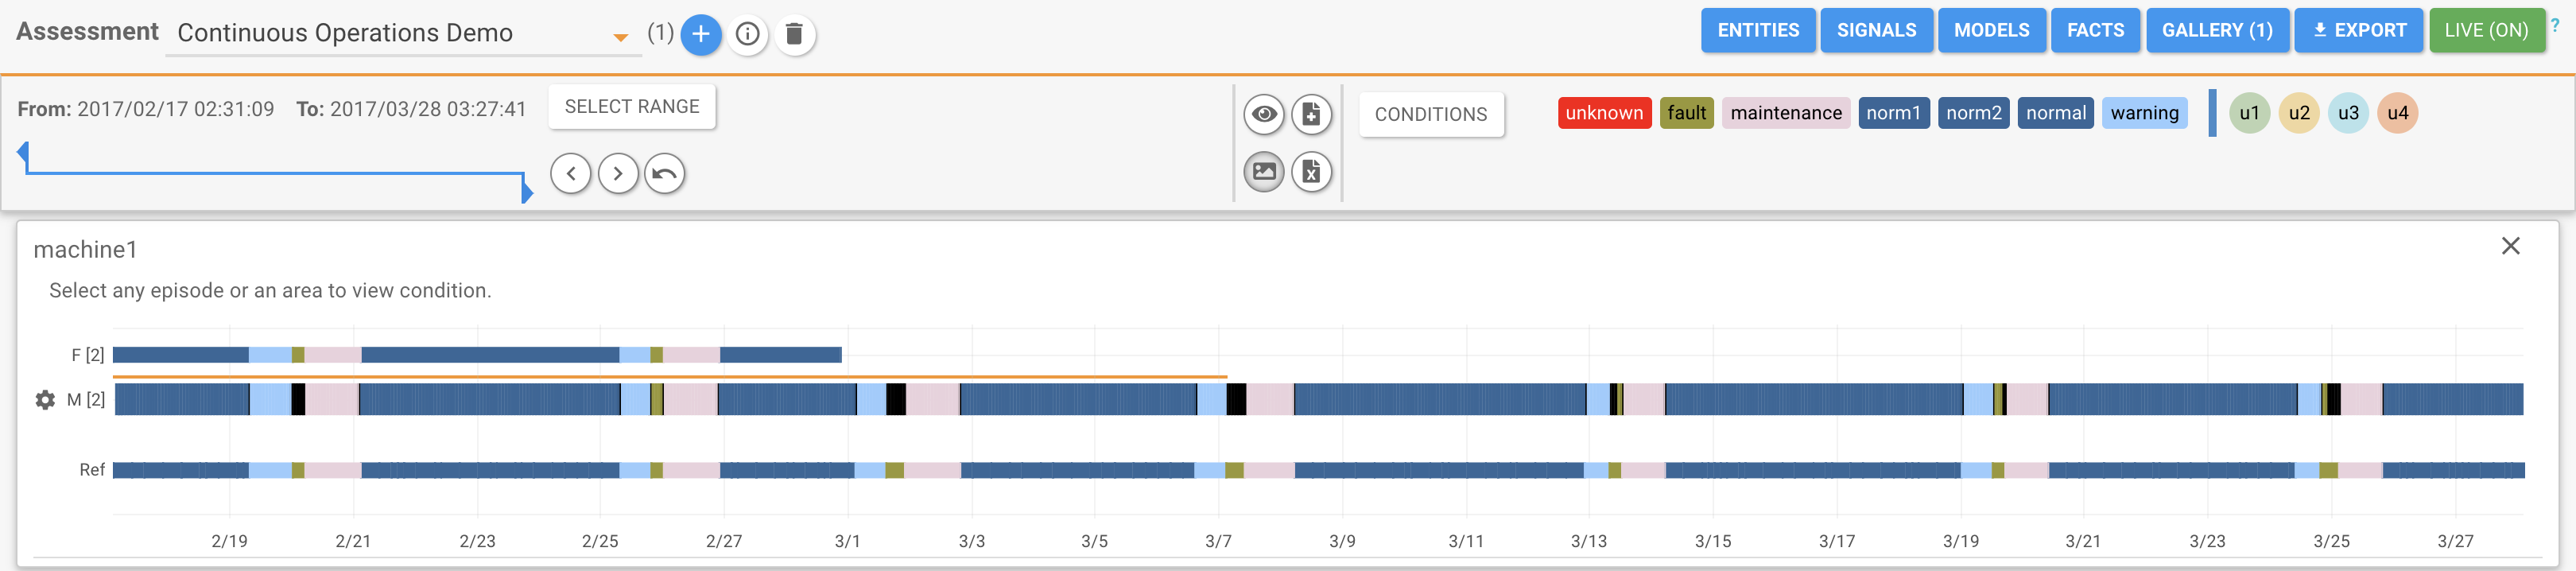 Assessment Continuous Operations Demo (1) ENTITIES SIGNALS MODELS FACTS GALLERY (1) EXPORT LIVE (ON) ?
From: 2017/02/17 02:31:09 To: 2017/03/28 03:27:41 SELECT RANGE CONDITIONS unknown fault maintenance norm1 norm2 normal warning u1 u2 u3 u4
machine1
Select any episode or an area to view condition.
F [2]
M [2]
Ref
2/19 2/21 2/23 2/25 2/27 3/1 3/3 3/5 3/7 3/9 3/11 3/13 3/15 3/17 3/19 3/21 3/23 3/25 3/27